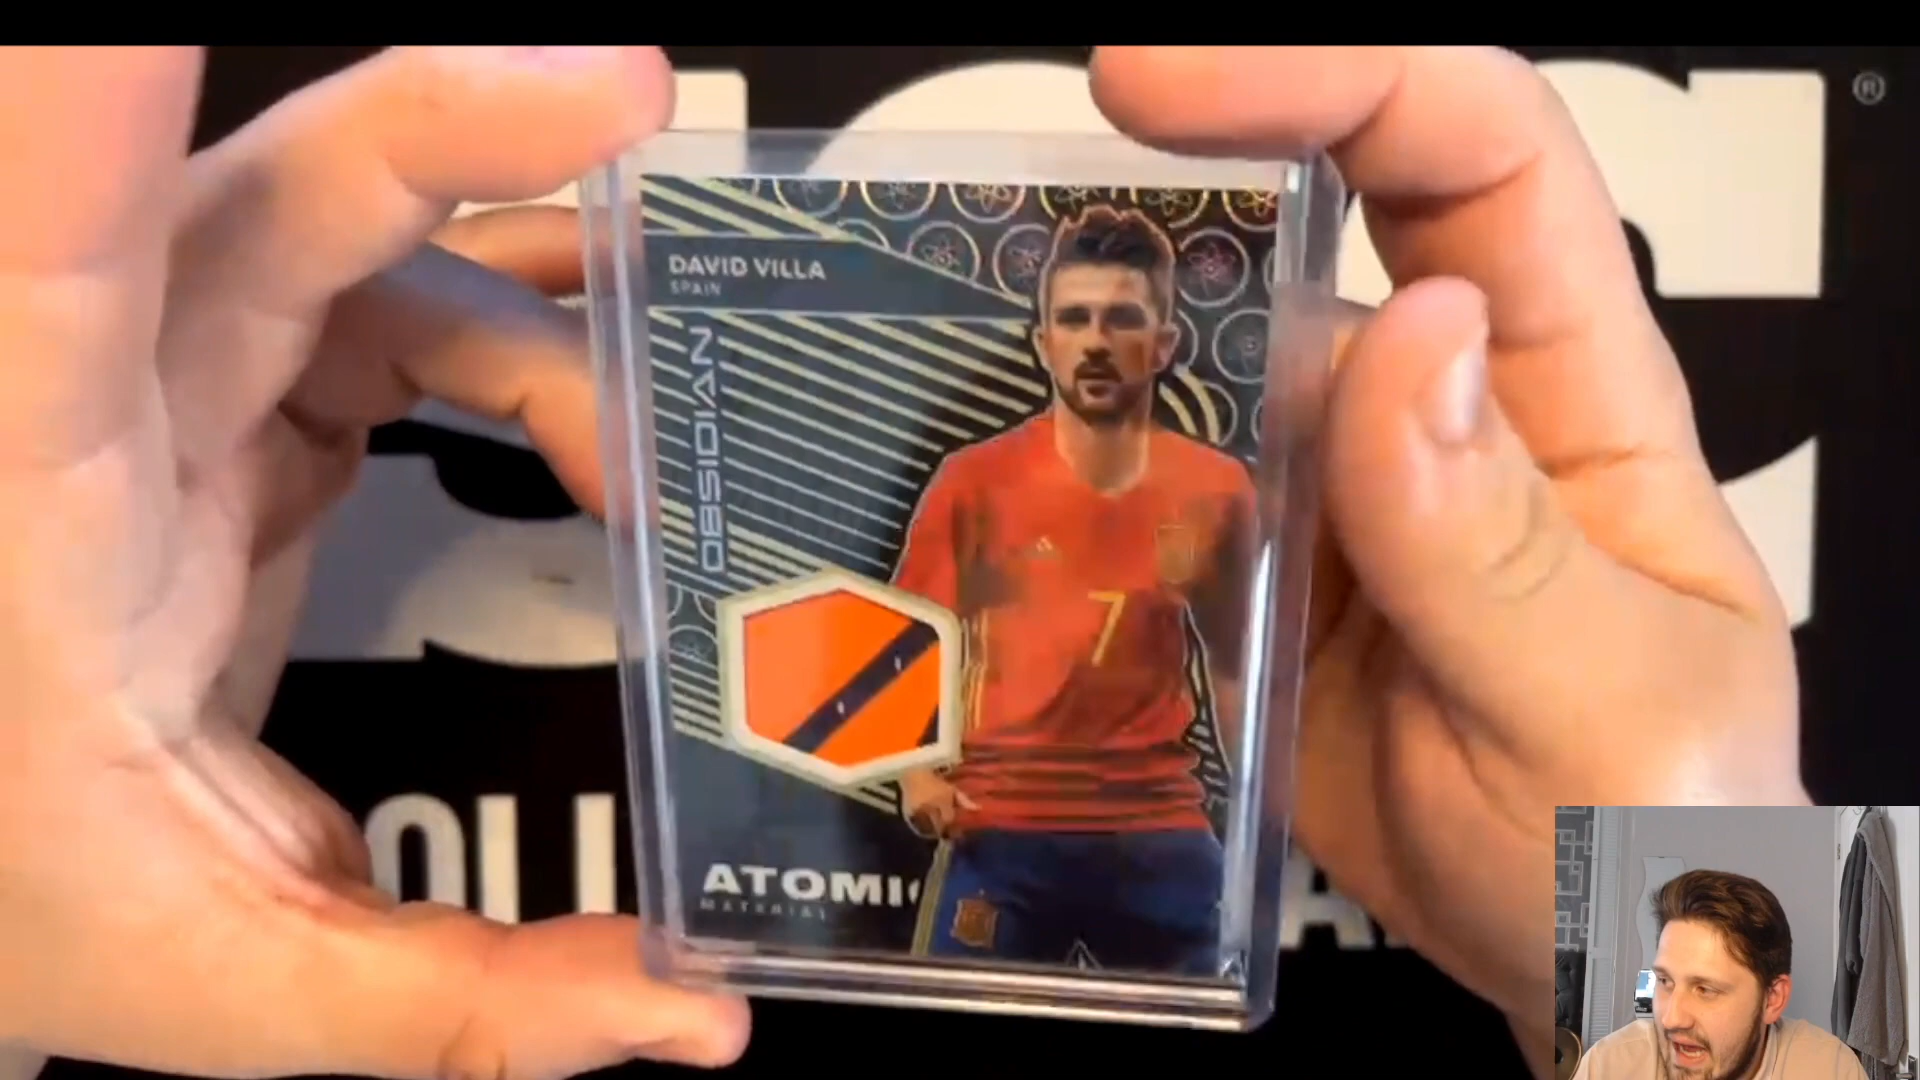 ®
DAVID VILLA
SPAIN
OBSIDIAN
7
ATOMIC
MATERIAL